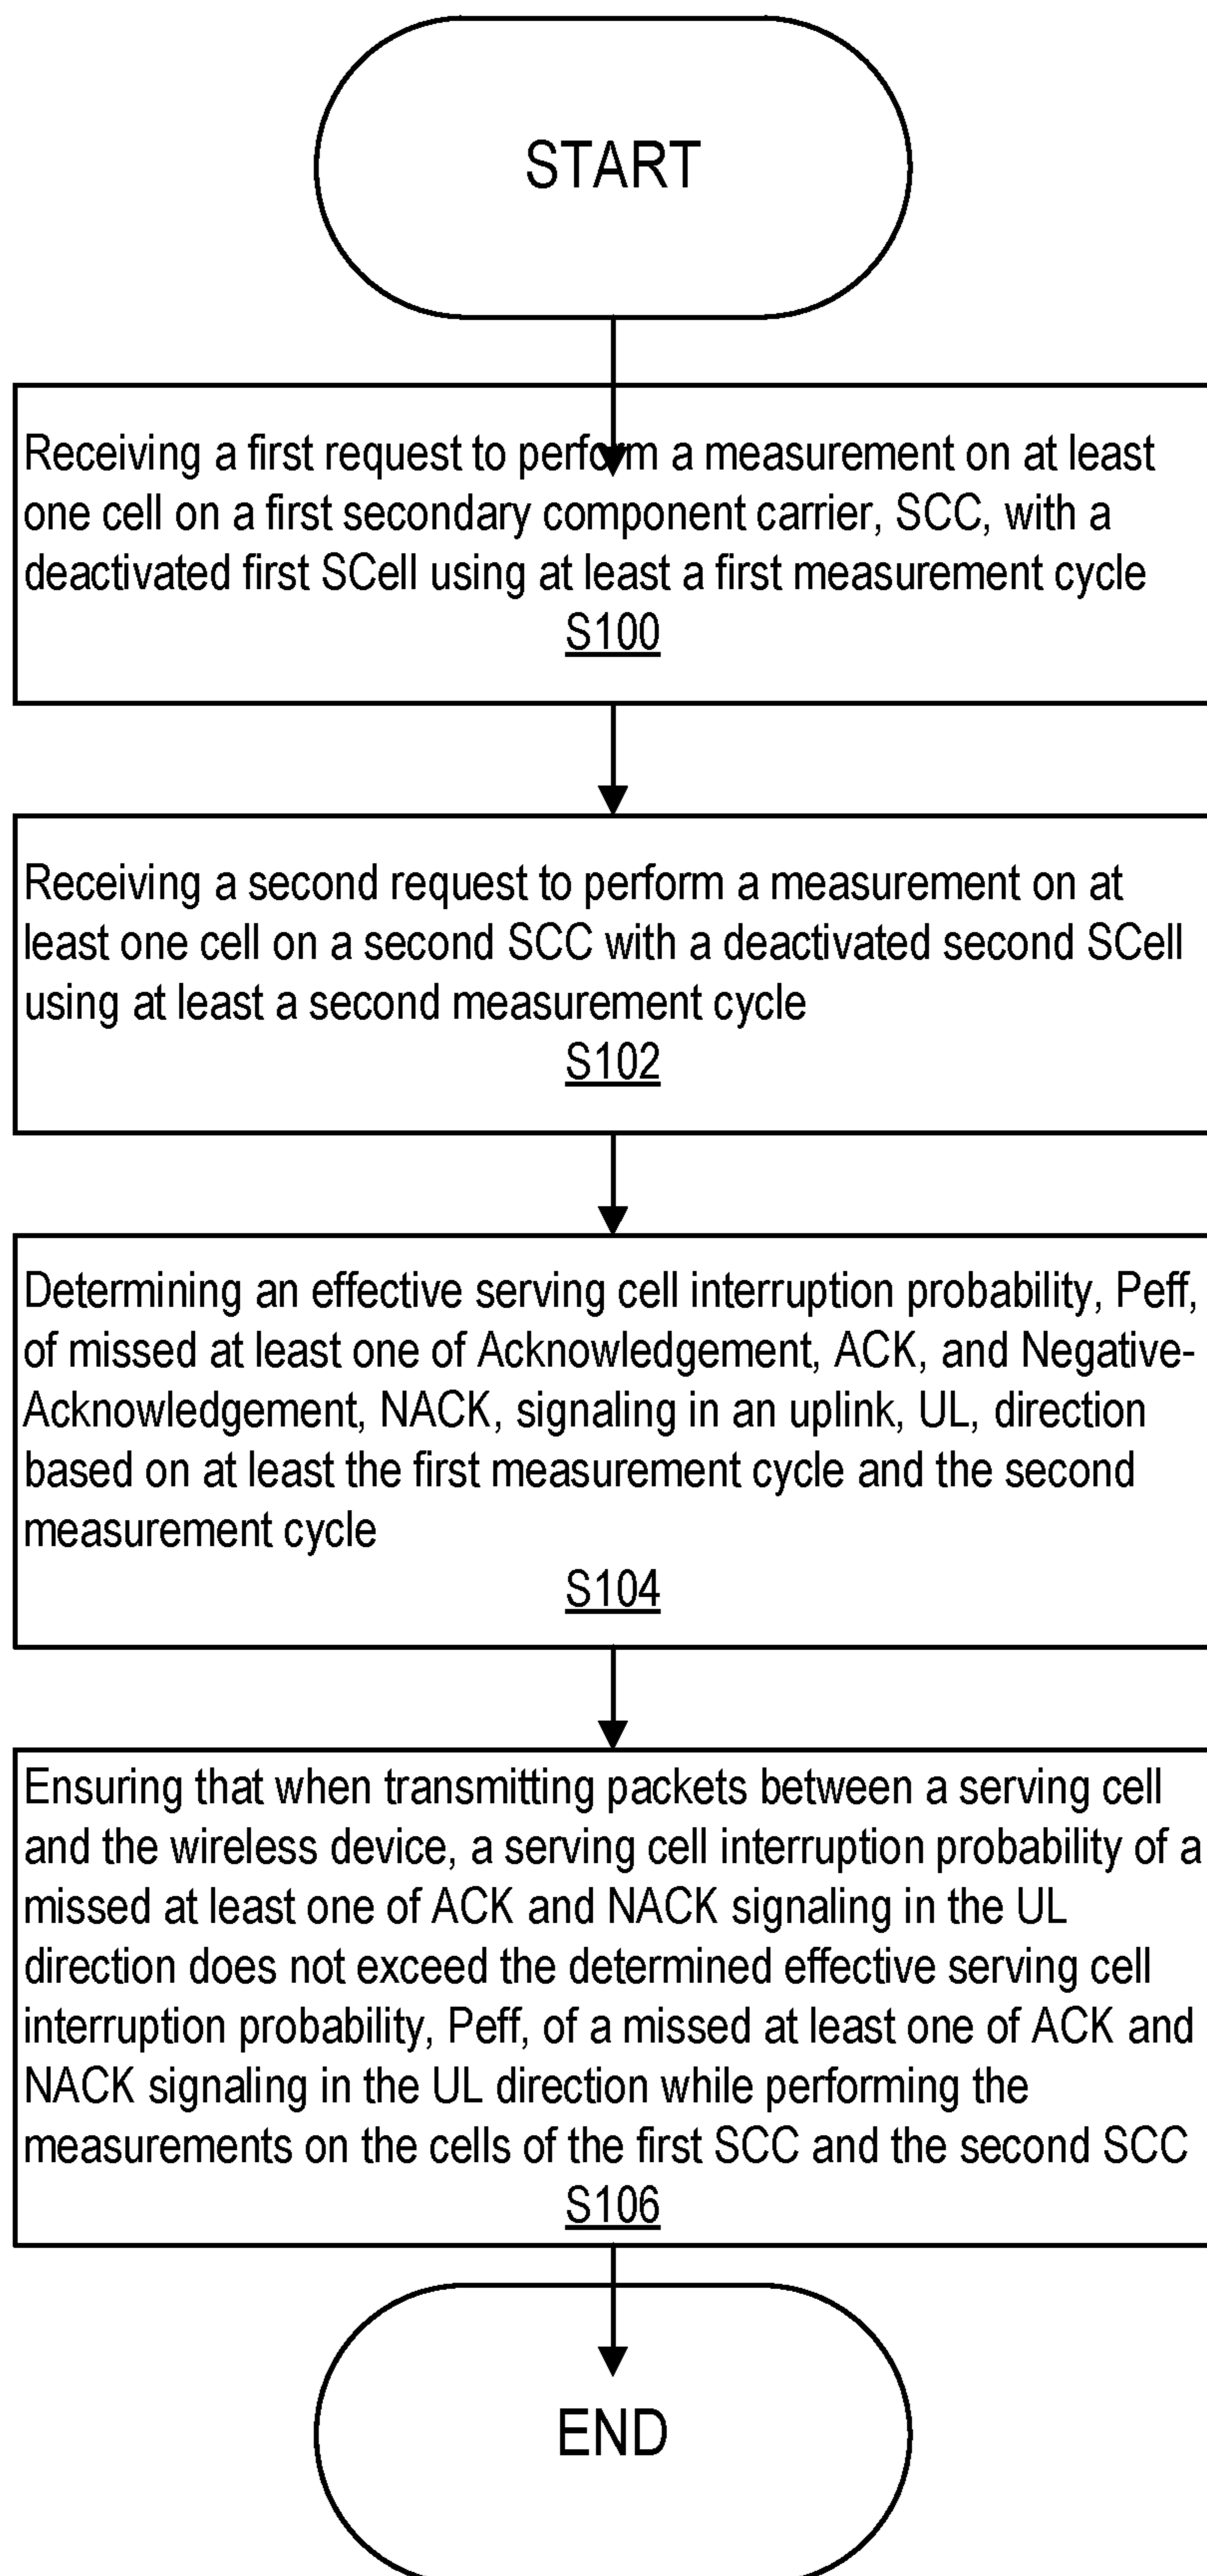 START
Receiving a first request to perform a measurement on at least
one cell on a first secondary component carrier, SCC, with a
deactivated first SCell using at least a first measurement cycle
S100
Receiving a second request to perform a measurement on at
least one cell on a second SCC with a deactivated second SCell
using at least a second measurement cycle
S102
Determining an effective serving cell interruption probability, Peff,
of missed at least one of Acknowledgement, ACK, and Negative-
Acknowledgement, NACK, signaling in an uplink, UL, direction
based on at least the first measurement cycle and the second
measurement cycle
S104
Ensuring that when transmitting packets between a serving cell
and the wireless device, a serving cell interruption probability of a
missed at least one of ACK and NACK signaling in the UL
direction does not exceed the determined effective serving cell
interruption probability, Peff, of a missed at least one of ACK and
NACK signaling in the UL direction while performing the
measurements on the cells of the first SCC and the second SCC
S106
END